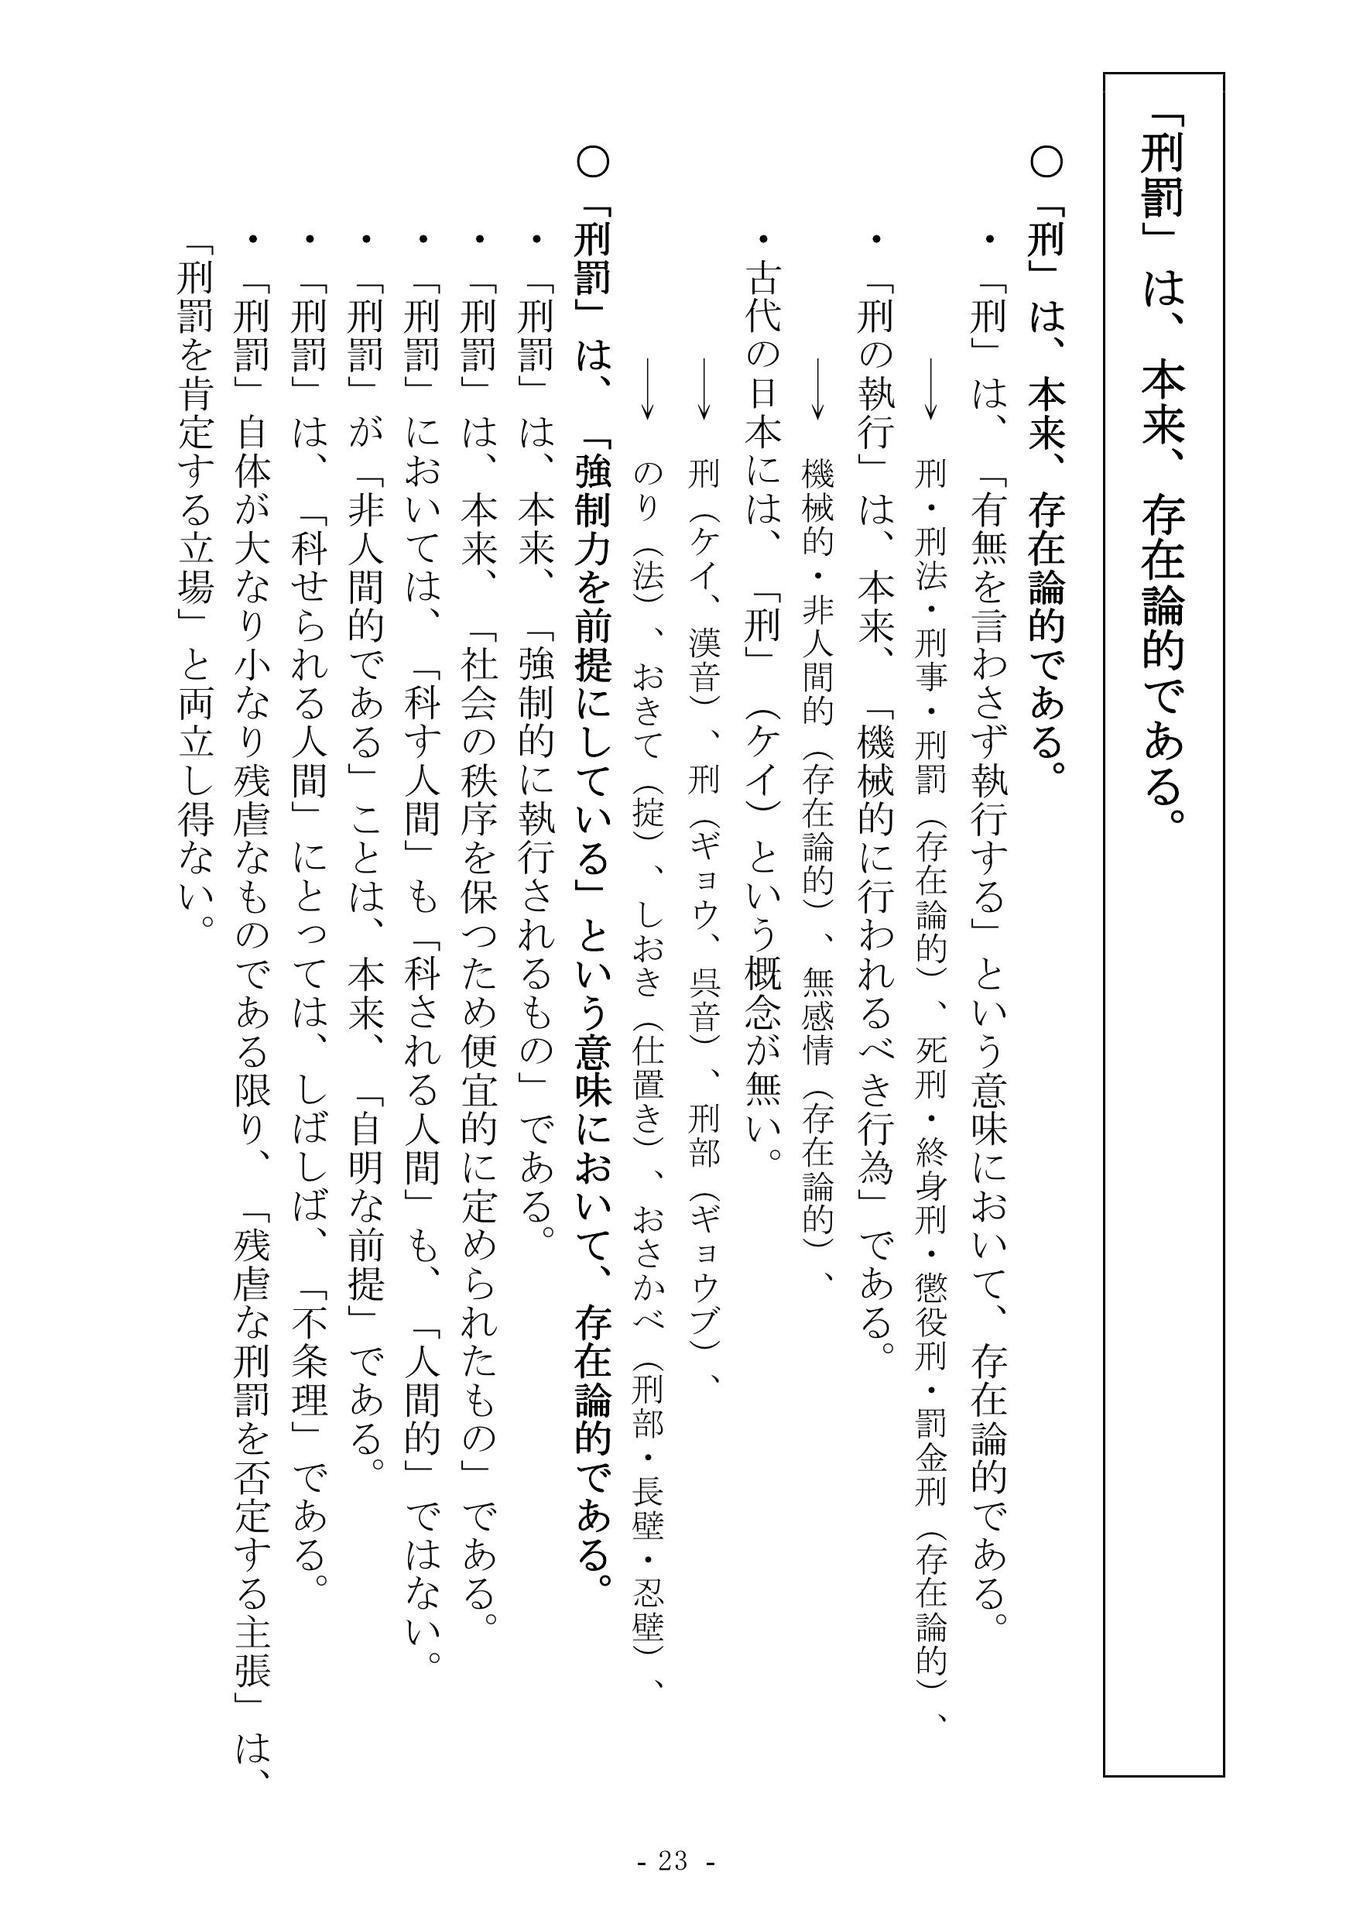 「刑罰」は、本来、存在論的である。
○「刑」は、本来、存在論的である。
・「刑」は、「有無を言わさず執行する」という意味において、存在論的である。
→ 刑・刑法・刑事・刑罰（存在論的）、死刑・終身刑・懲役刑・罰金刑（存在論的）、
・「刑の執行」は、本来、「機械的に行われるべき行為」である。
→ 機械的・非人間的（存在論的）、無感情（存在論的）、
・古代の日本には、「刑」（ケイ）という概念が無い。
→ 刑（ケイ、漢音）、刑（ギョウ、呉音）、刑部（ギョウブ）、
→ のり（法）、おきて（掟）、しおき（仕置き）、おさかべ（刑部・長壁・忍壁）、
○「刑罰」は、「強制力を前提にしている」という意味において、存在論的である。
・「刑罰」は、本来、「強制的に執行されるもの」である。
・「刑罰」は、本来、「社会の秩序を保つため便宜的に定められたもの」である。
・「刑罰」においては、「科す人間」も「科される人間」も、「人間的」ではない。
・「刑罰」が「非人間的である」ことは、本来、「自明な前提」である。
・「刑罰」は、「科せられる人間」にとっては、しばしば、「不条理」である。
・「刑罰」自体が大なり小なり残虐なものである限り、「残虐な刑罰を否定する主張」は、
「刑罰を肯定する立場」と両立し得ない。
- 23 -